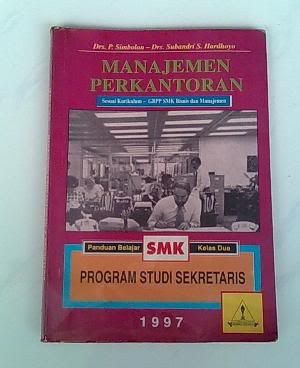 Drs. P. Simbolon – Drs. Subandri S. Hardhoyo
MANAJEMEN
PERKANTORAN
Sesuai Kurikulum – GBPP SMK Bisnis dan Manajemen
Panduan Belajar SMK Kelas Dua
PROGRAM STUDI SEKRETARIS
1997